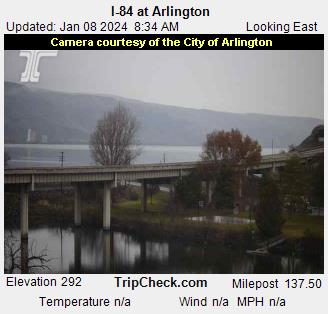 I-84 at Arlington
Updated: Jan 08 2024 8:34 AM Looking East
Camera courtesy of the City of Arlington
Elevation 292 TripCheck.com Milepost 137.50
Temperature n/a Wind n/a MPH n/a